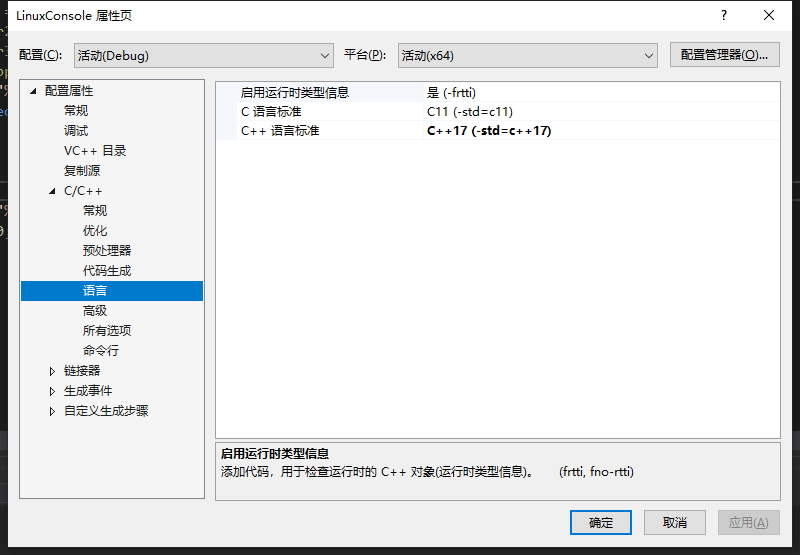 LinuxConsole 属性页
?
配置(C): 活动(Debug) 平台(P): 活动(x64) 配置管理器(O)...
配置属性
常规
调试
VC++ 目录
复制源
C/C++
常规
优化
预处理器
代码生成
语言
高级
所有选项
命令行
链接器
生成事件
自定义生成步骤
启用运行时类型信息 是 (-frtti)
C 语言标准 C11 (-std=c11)
C++ 语言标准 C++17 (-std=c++17)
启用运行时类型信息
添加代码，用于检查运行时的 C++ 对象(运行时类型信息)。 (frtti, fno-rtti)
确定 取消 应用(A)